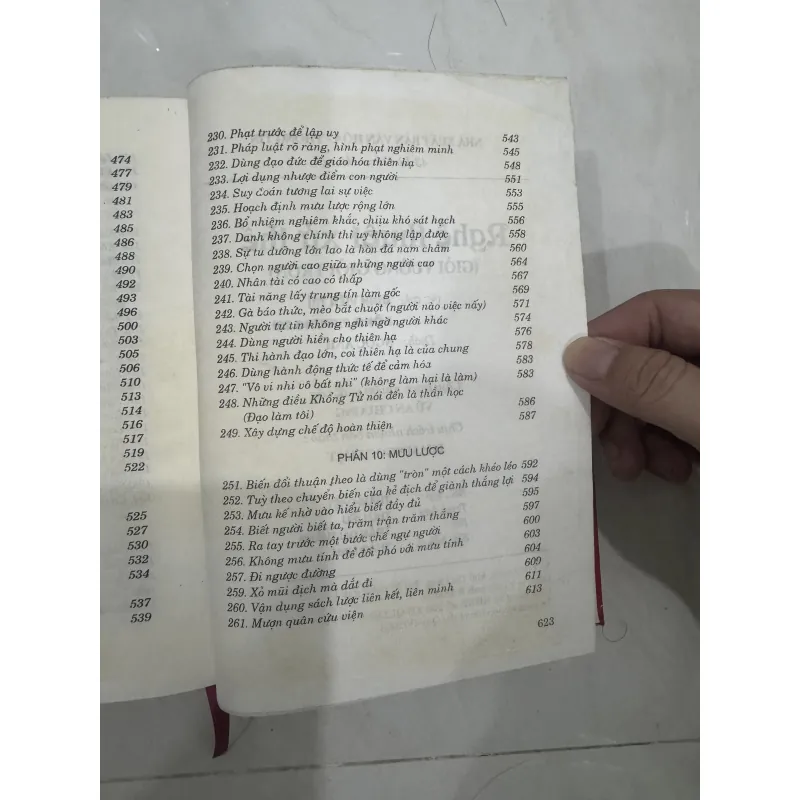 474
477
479
481
483
485
486
488
490
492
493
496
500
503
505
506
510
513
514
516
517
519
522
525
527
530
532
534
537
539
230. Phạt trước để lập uy 543
231. Pháp luật rõ ràng, hình phạt nghiêm minh 545
232. Dùng đạo đức để giáo hóa thiên hạ 548
233. Lợi dụng nhược điểm con người 551
234. Suy đoán tương lai sự việc 553
235. Hoạch định mưu lược rộng lớn 555
236. Bổ nhiệm nghiêm khắc, chịu khó sát hạch 556
237. Danh không chính thì uy không lập được 558
238. Sự tu dưỡng lớn lao là hòn đá nam châm 560
239. Chọn người cao giữa những người cao 564
240. Nhân tài có cao có thấp 567
241. Tài năng lấy trung tín làm gốc 569
242. Gà báo thức, mèo bắt chuột (người nào việc nấy) 571
243. Người tự tin không nghi ngờ người khác 574
244. Dùng người hiền cho thiên hạ 576
245. Thi hành đạo lớn, coi thiên hạ là của chung 578
246. Dùng hành động thực tế để cảm hóa 583
247. "Vô vi nhi vô bất nhi" (không làm hại là làm) 583
248. Những điều Khổng Tử nói đến là thần học
(Đạo làm tôi) 586
249. Xây dựng chế độ hoàn thiện 587
PHẦN 10: MƯU LƯỢC
251. Biến đổi thuận theo là dùng "tròn" một cách khéo léo 592
252. Tuỳ theo chuyển biến của kẻ địch để giành thắng lợi 594
253. Mưu kế nhờ vào hiểu biết đầy đủ 595
254. Biết người biết ta, trăm trận trăm thắng 597
255. Ra tay trước một bước chế ngự người 600
256. Không mưu tính để đối phó với mưu tính 603
257. Đi ngược đường 604
259. Xỏ mũi địch mà dắt đi 609
260. Vận dụng sách lược liên kết, liên minh 611
261. Mượn quân cứu viện 613
623